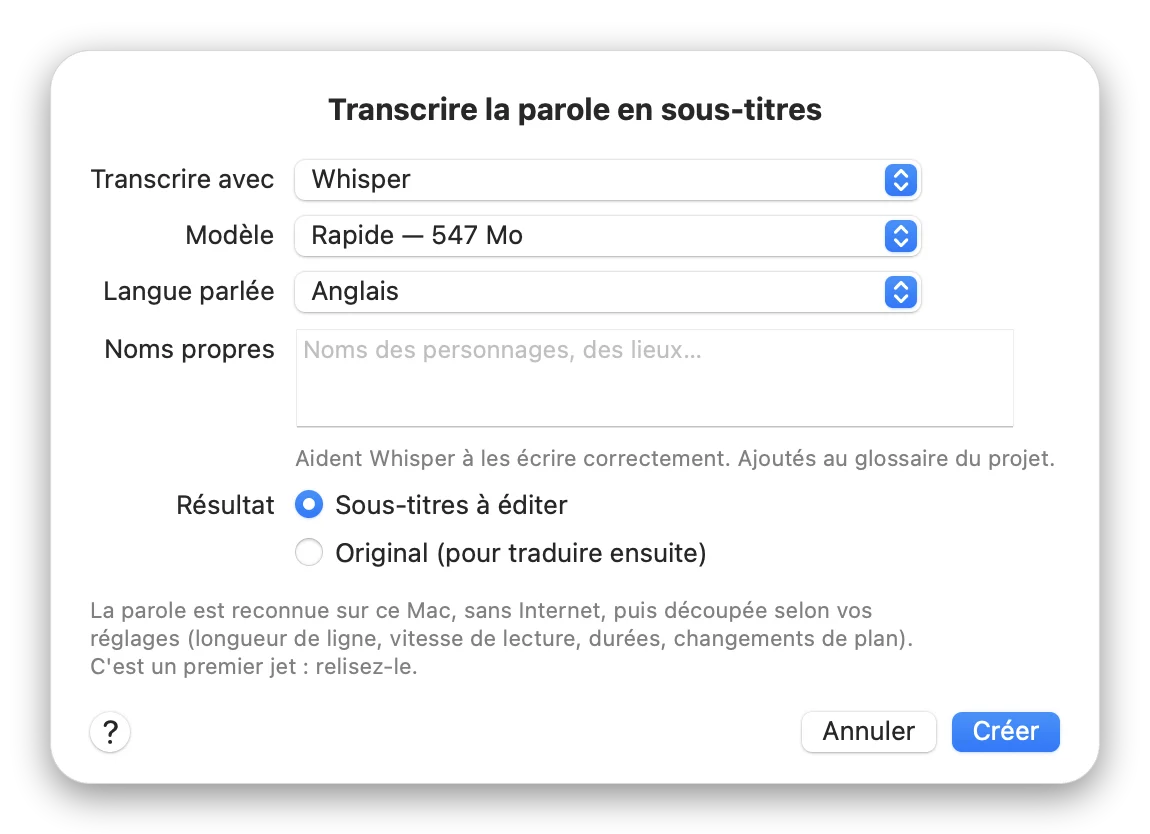 Transcrire la parole en sous-titres
Transcrire avec Whisper
Modèle Rapide — 547 Mo
Langue parlée Anglais
Noms propres Noms des personnages, des lieux...
Aident Whisper à les écrire correctement. Ajoutés au glossaire du projet.
Résultat Sous-titres à éditer
Original (pour traduire ensuite)
La parole est reconnue sur ce Mac, sans Internet, puis découpée selon vos
réglages (longueur de ligne, vitesse de lecture, durées, changements de plan).
C'est un premier jet : relisez-le.
? Annuler Créer